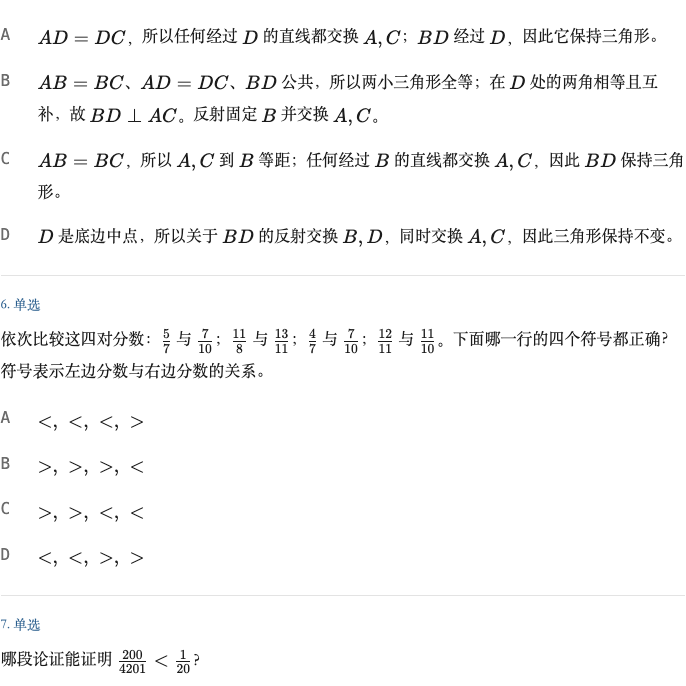 A AD = DC，所以任何经过 D 的直线都交换 A, C；BD 经过 D，因此它保持三角形。
B AB = BC、AD = DC、BD 公共，所以两小三角形全等；在 D 处的两角相等且互
补，故 BD ⊥ AC。反射固定 B 并交换 A, C。
C AB = BC，所以 A, C 到 B 等距；任何经过 B 的直线都交换 A, C，因此 BD 保持三角
形。
D D 是底边中点，所以关于 BD 的反射交换 B, D，同时交换 A, C，因此三角形保持不变。
6. 单选
依次比较这四对分数：5/7 与 7/10；11/8 与 13/11；4/7 与 7/10；12/11 与 11/10。下面哪一行的四个符号都正确？
符号表示左边分数与右边分数的关系。
A <, <, <, >
B >, >, >, <
C >, >, <, <
D <, <, >, >
7. 单选
哪段论证能证明 200/4201 < 1/20？